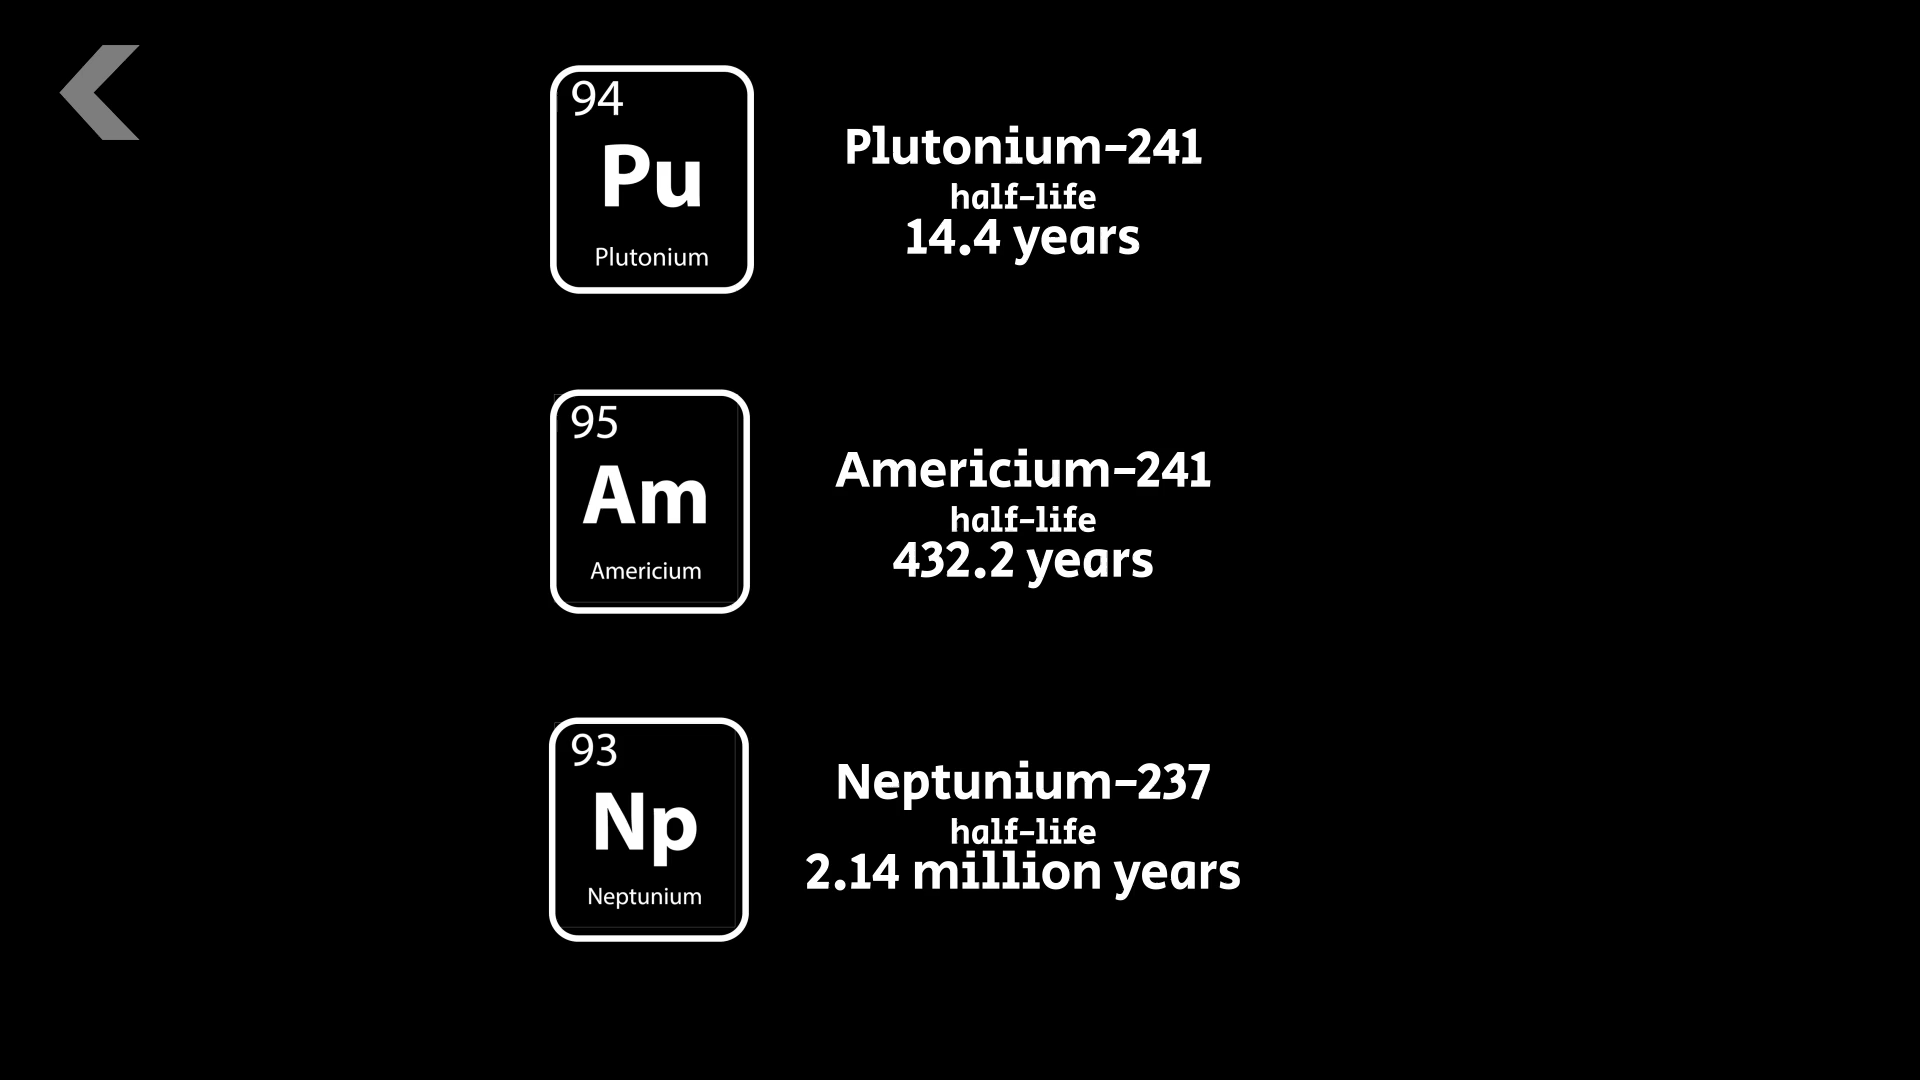 94
Pu
Plutonium
Plutonium-241
half-life
14.4 years
95
Am
Americium
Americium-241
half-life
432.2 years
93
Np
Neptunium
Neptunium-237
half-life
2.14 million years